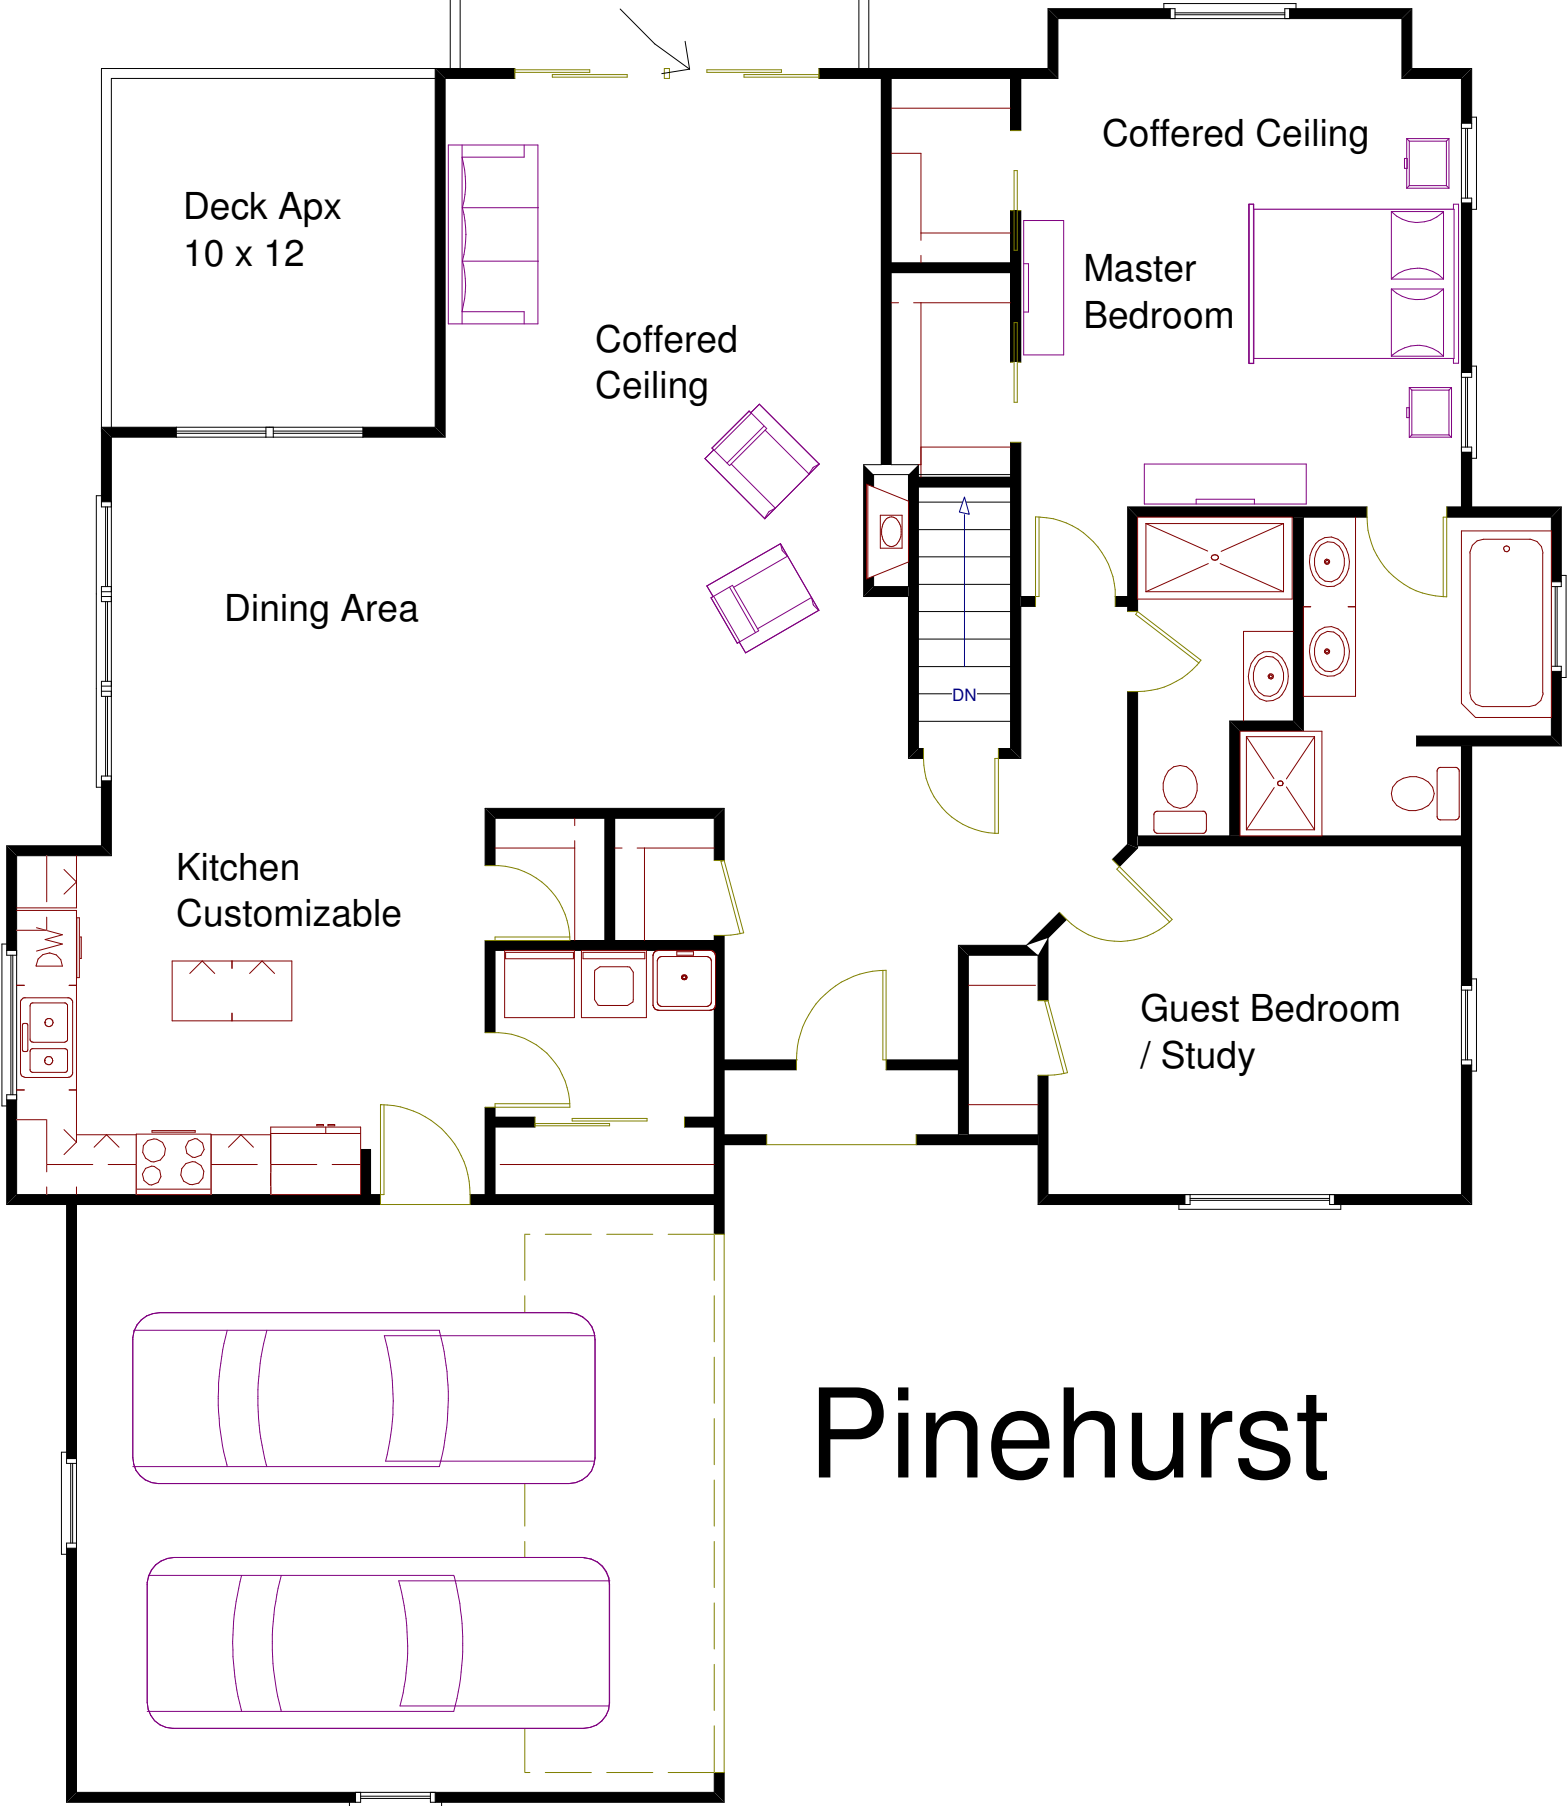 Coffered Ceiling
Deck Apx
10 x 12
Master
Bedroom
Coffered
Ceiling
Dining Area
DN
Kitchen
Customizable
DW
Guest Bedroom
/ Study
Pinehurst